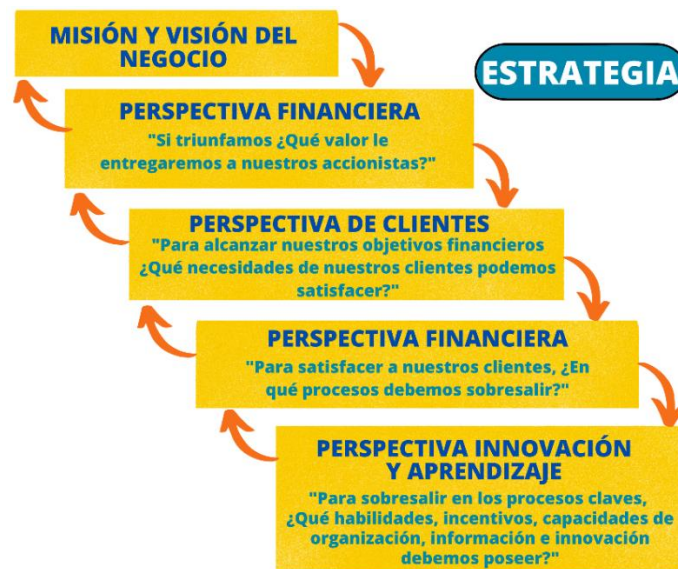 MISIÓN Y VISIÓN DEL
NEGOCIO
ESTRATEGIA
PERSPECTIVA FINANCIERA
"Si triunfamos ¿Qué valor le
entregaremos a nuestros accionistas?"
PERSPECTIVA DE CLIENTES
"Para alcanzar nuestros objetivos financieros
¿Qué necesidades de nuestros clientes podemos
satisfacer?"
PERSPECTIVA FINANCIERA
"Para satisfacer a nuestros clientes, ¿En
qué procesos debemos sobresalir?"
PERSPECTIVA INNOVACIÓN
Y APRENDIZAJE
"Para sobresalir en los procesos claves,
¿Qué habilidades, incentivos, capacidades de
organización, información e innovación
debemos poseer?"